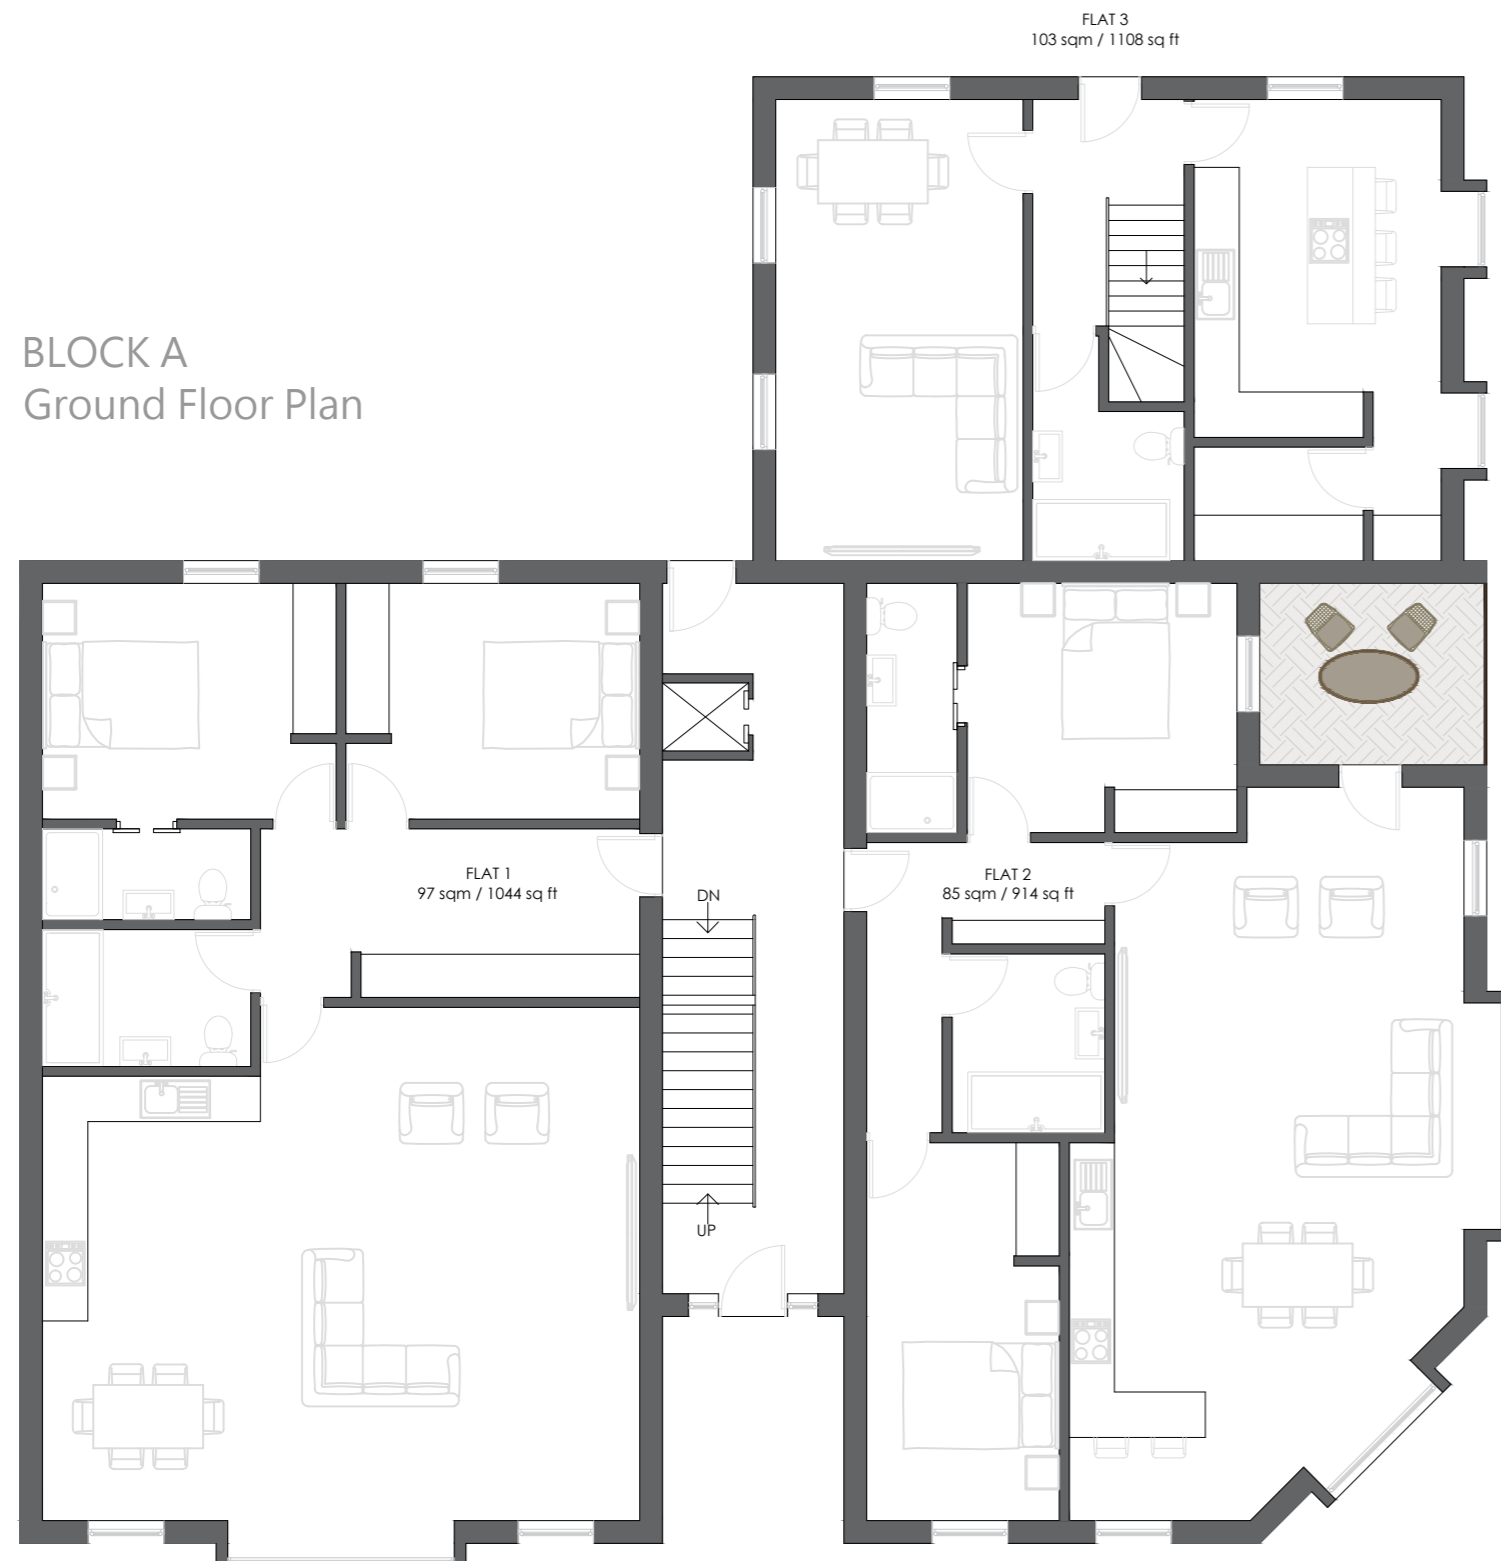 FLAT 3
103 sqm / 1108 sq ft
BLOCK A
Ground Floor Plan
FLAT 1
97 sqm / 1044 sq ft
DN
UP
FLAT 2
85 sqm / 914 sq ft